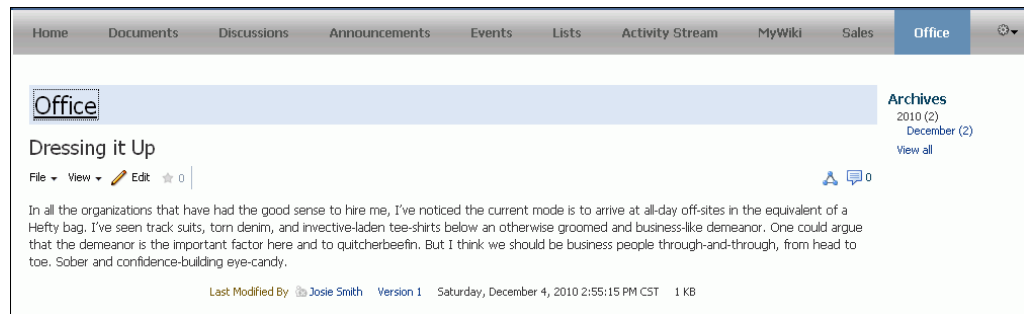 Home Documents Discussions Announcements Events Lists Activity Stream MyWiki Sales Office
Office
Archives
2010 (2)
December (2)
View all
Dressing it Up
File View Edit 0 0
In all the organizations that have had the good sense to hire me, I've noticed the current mode is to arrive at all-day off-sites in the equivalent of a
Hefty bag. I've seen track suits, torn denim, and invective-laden tee-shirts below an otherwise groomed and business-like demeanor. One could argue
that the demeanor is the important factor here and to quitcherbeefin. But I think we should be business people through-and-through, from head to
toe. Sober and confidence-building eye-candy.
Last Modified By Josie Smith Version 1 Saturday, December 4, 2010 2:55:15 PM CST 1 KB